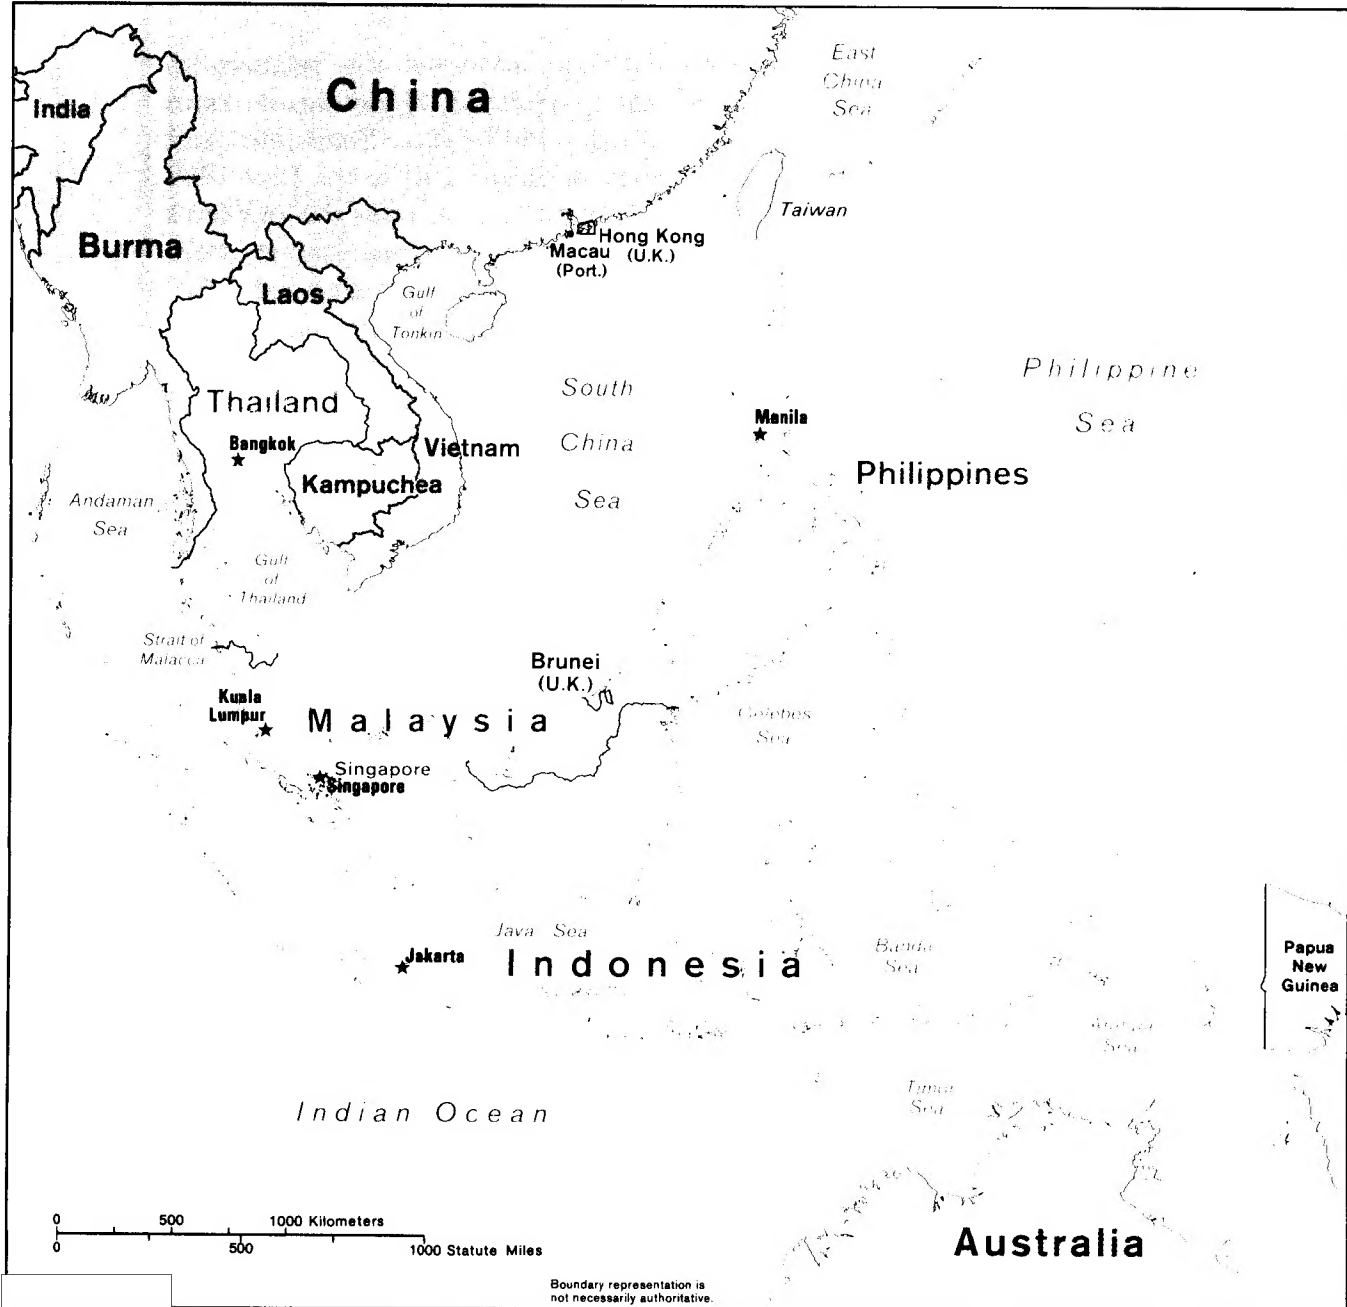 East
China
Sea
China
India
Taiwan
Hong Kong
(U.K.)
Macau
(Port.)
Burma
Laos
Gulf
of
Tonkin
Philippine
Sea
South
China
Sea
Thailand
Bangkok
Manila
Vietnam
Philippines
Kampuchea
Andaman
Sea
Gulf
of
Thailand
Strait of
Malacca
Brunei
(U.K.)
Kuala
Lumpur
Malaysia
Celebes
Sea
Singapore
Singapore
Java Sea
Jakarta
Indonesia
Banda
Sea
Papua
New
Guinea
Arafura
Sea
Timor
Sea
Indian Ocean
0 500 1000 Kilometers
0 500 1000 Statute Miles
Australia
Boundary representation is
not necessarily authoritative.